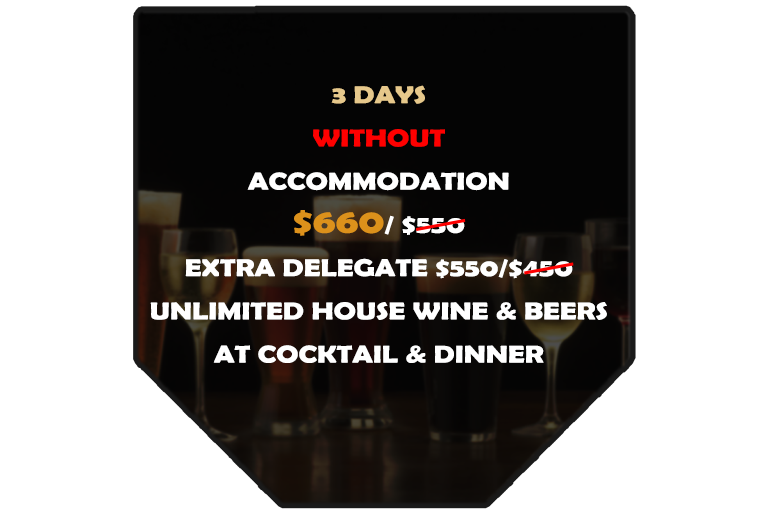 3 DAYS
WITHOUT
ACCOMMODATION
$660/ $550
EXTRA DELEGATE $550/$450
UNLIMITED HOUSE WINE & BEERS
AT COCKTAIL & DINNER